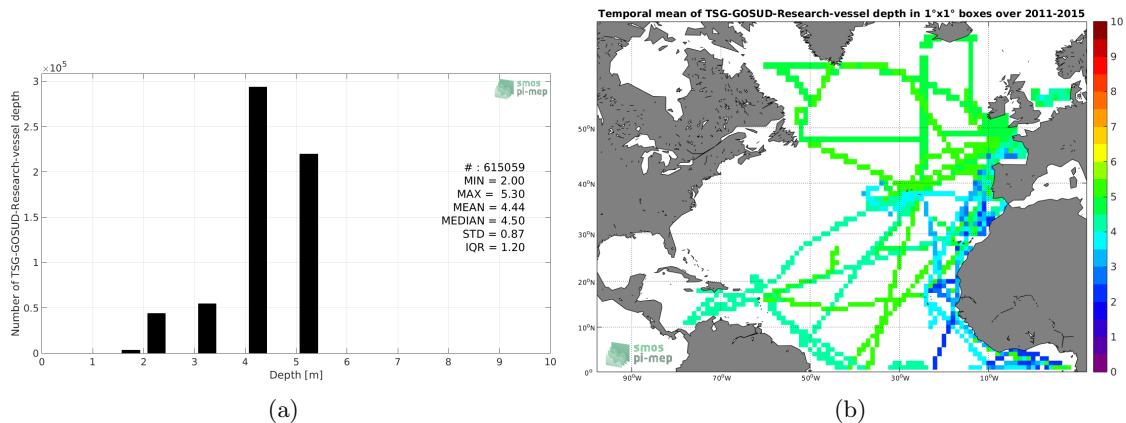 ×10⁵
3
2.5
2
1.5
1
0.5
0
Number of TSG-GOSUD-Research-vessel depth
smos
pi-mep
# : 615059
MIN = 2.00
MAX = 5.30
MEAN = 4.44
MEDIAN = 4.50
STD = 0.87
IQR = 1.20
0 1 2 3 4 5 6 7 8 9 10
Depth [m]
(a)
Temporal mean of TSG-GOSUD-Research-vessel depth in 1°x1° boxes over 2011-2015
50°N
40°N
30°N
20°N
10°N
0°
smos
pi-mep
90°W 70°W 50°W 30°W 10°W
10
9
8
7
6
5
4
3
2
1
0
(b)